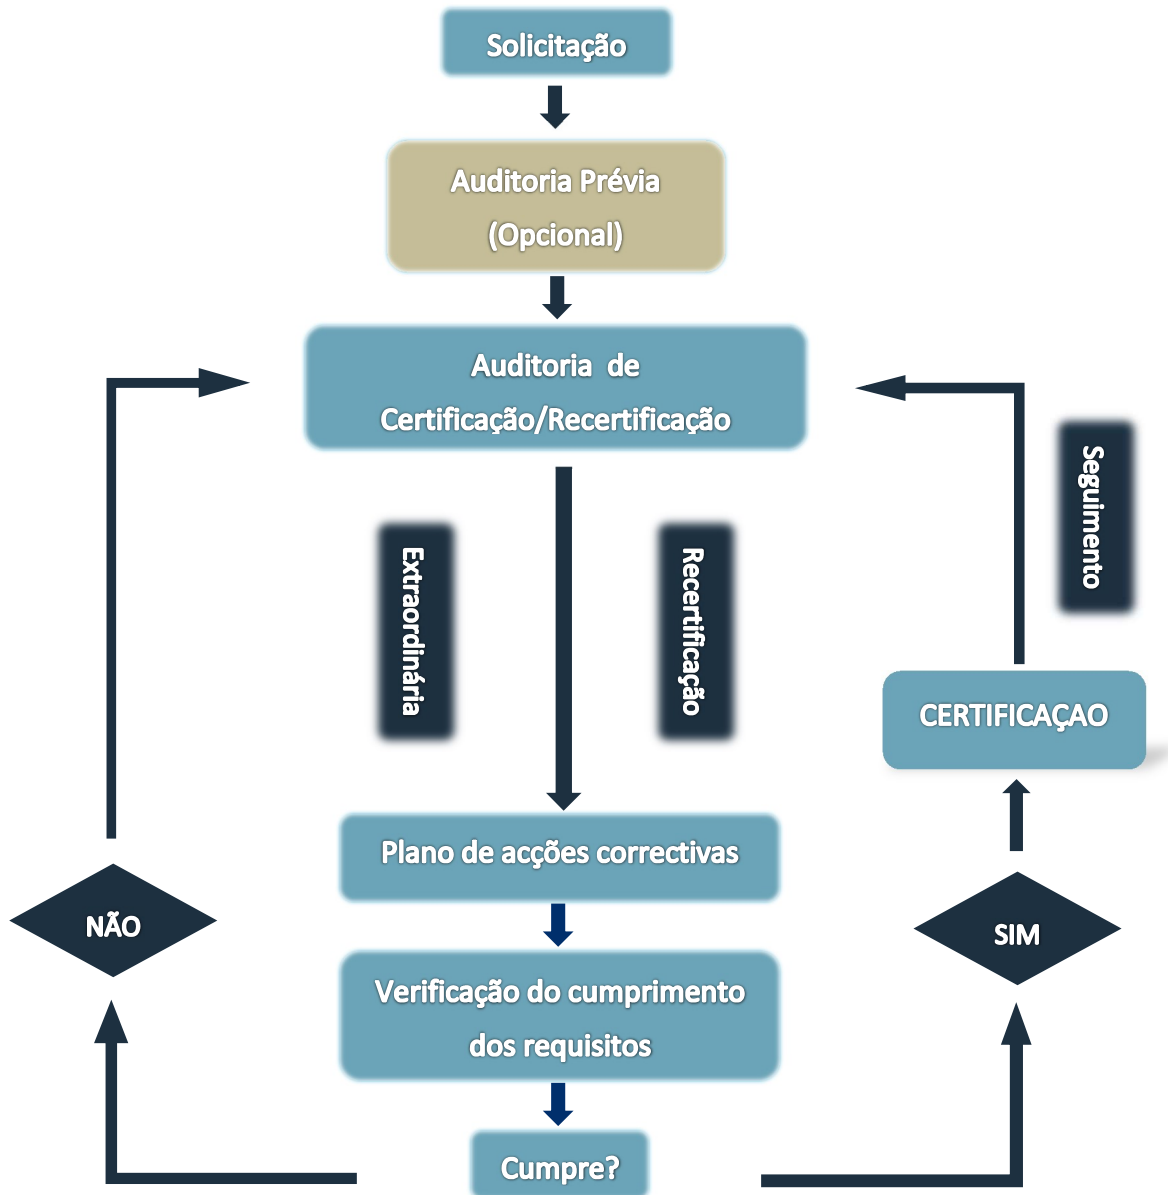 Solicitação
Auditoria Prévia
(Opcional)
Auditoria de
Certificação/Recertificação
Extraordinária
Recertificação
Seguimento
CERTIFICAÇAO
Plano de acções correctivas
NÃO
SIM
Verificação do cumprimento
dos requisitos
Cumpre?